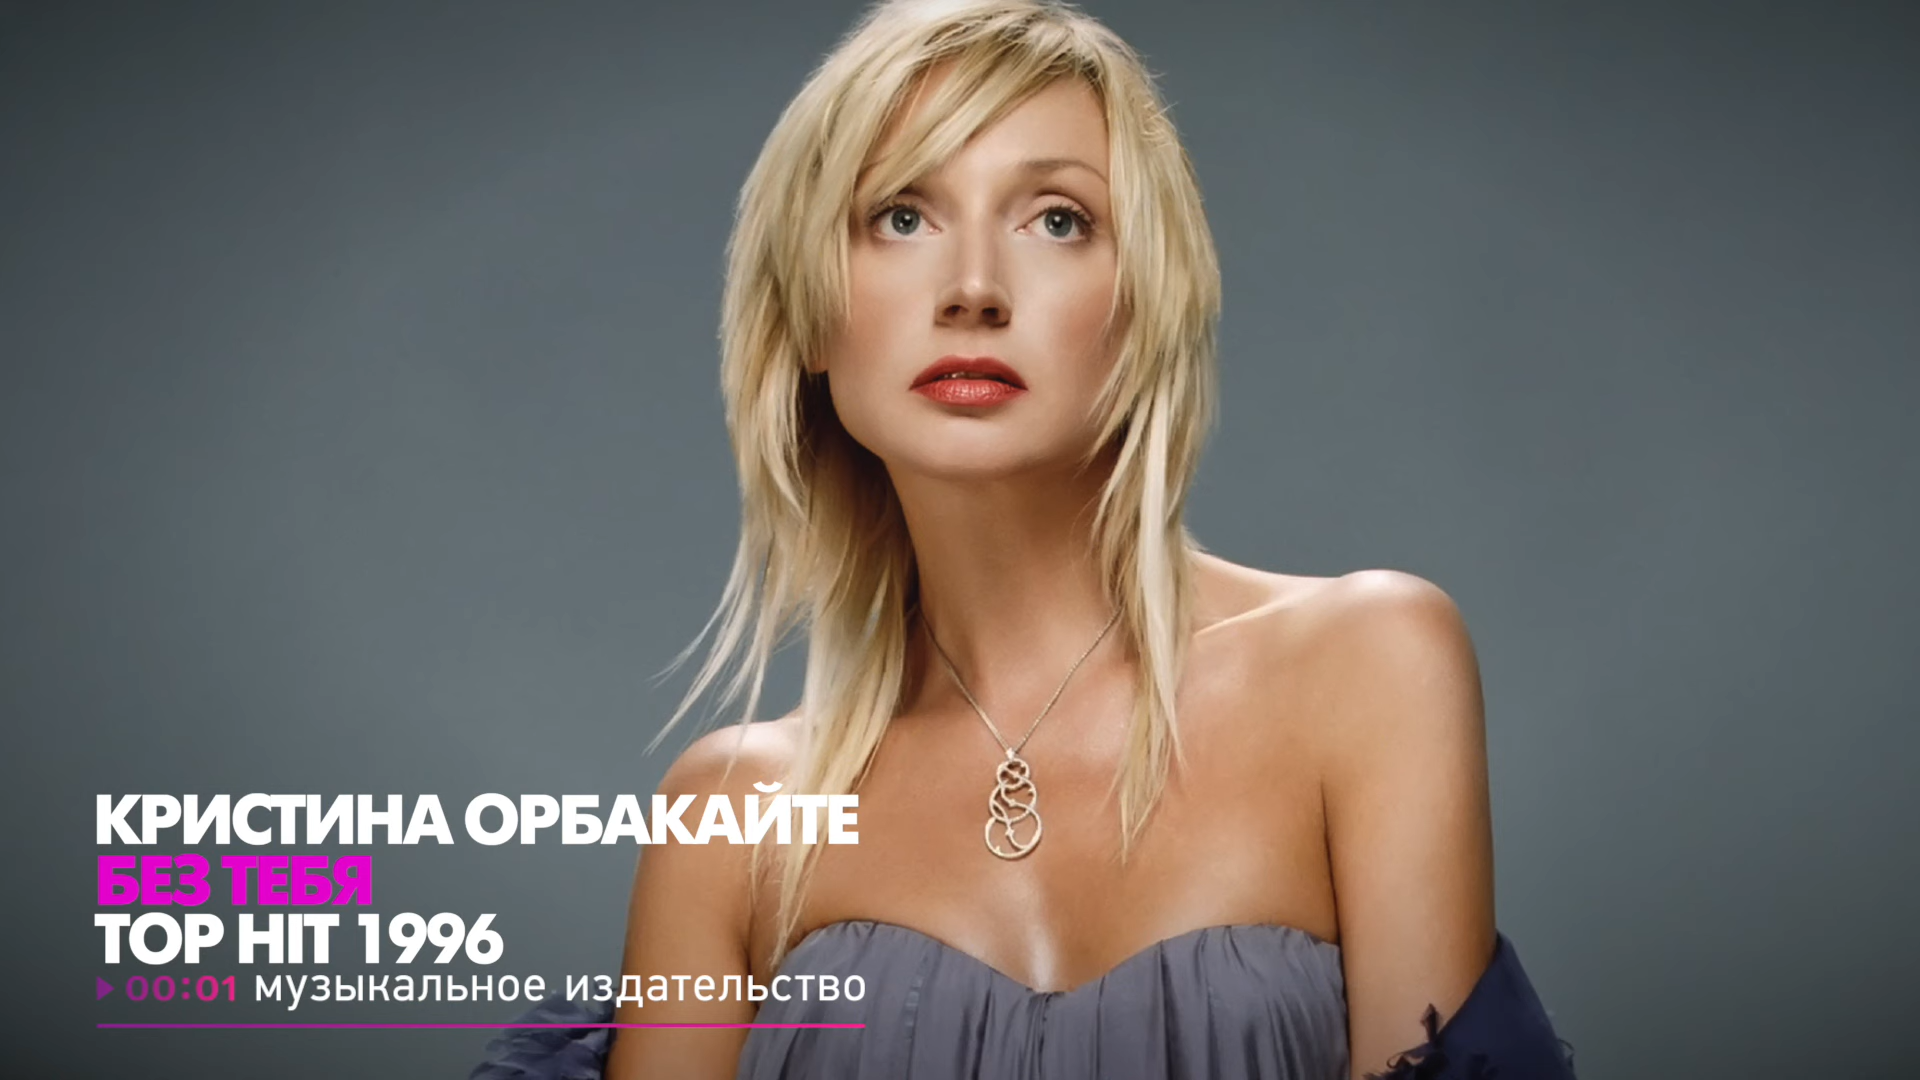 КРИСТИНА ОРБАКАЙТЕ
БЕЗ ТЕБЯ
TOP HIT 1996
00:01 музыкальное издательство